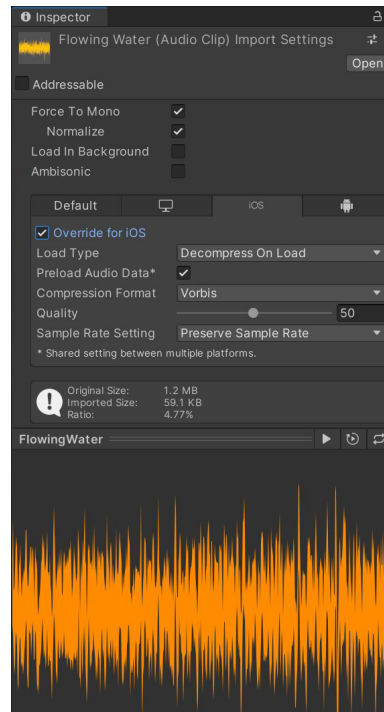 Inspector
Flowing Water (Audio Clip) Import Settings
Open
Addressable
Force To Mono
Normalize
Load In Background
Ambisonic
Default iOS
Override for iOS
Load Type Decompress On Load
Preload Audio Data*
Compression Format Vorbis
Quality 50
Sample Rate Setting Preserve Sample Rate
* Shared setting between multiple platforms.
Original Size: 1.2 MB
Imported Size: 59.1 KB
Ratio: 4.77%
FlowingWater